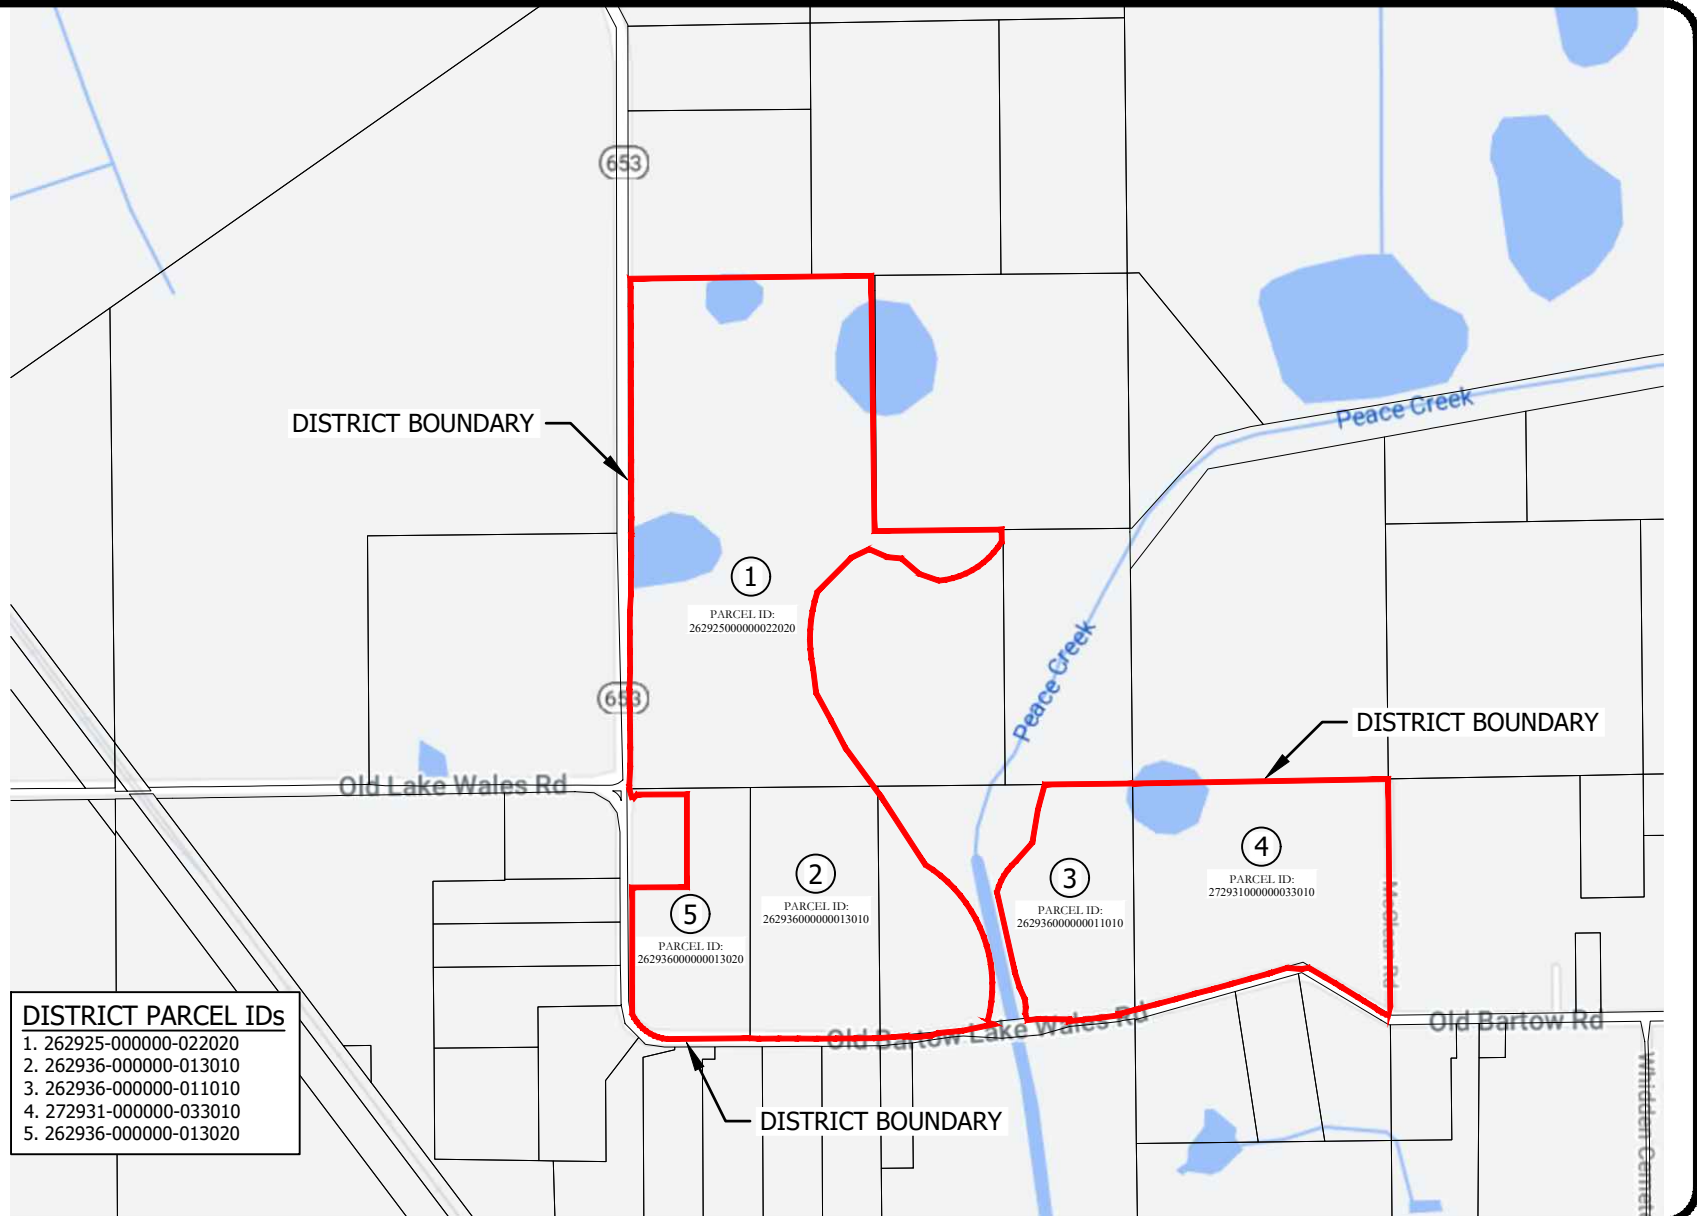 653
DISTRICT BOUNDARY
Peace Creek
1
PARCEL ID:
262925000000022020
Peace Creek
653
DISTRICT BOUNDARY
Old Lake Wales Rd
2
PARCEL ID:
262936000000013010
3
PARCEL ID:
262936000000011010
4
PARCEL ID:
272931000000033010
5
PARCEL ID:
262936000000013020
Old Bartow Lake Wales Rd
Old Bartow Rd
DISTRICT BOUNDARY
DISTRICT PARCEL IDs
1. 262925-000000-022020
2. 262936-000000-013010
3. 262936-000000-011010
4. 272931-000000-033010
5. 262936-000000-013020
Whidden